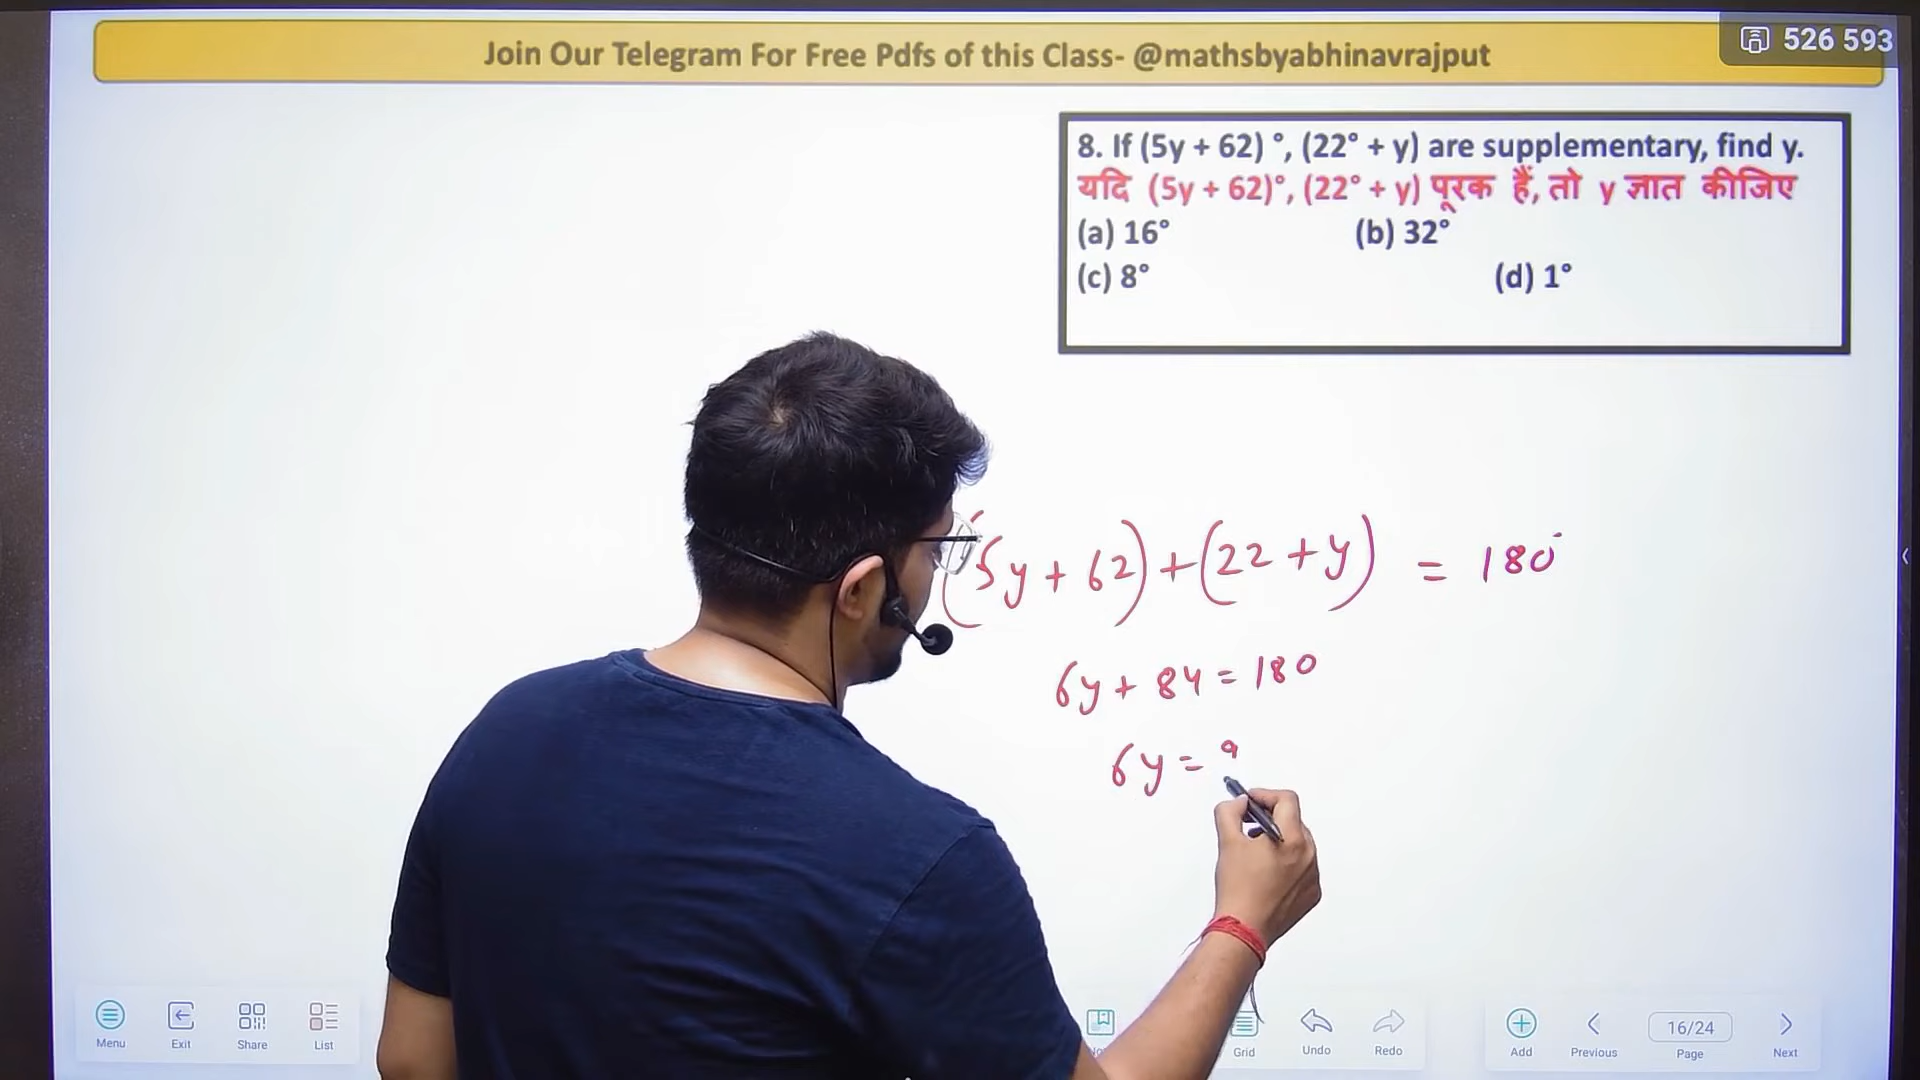 Join Our Telegram For Free Pdfs of this Class- @mathsbyabhinavrajput
526 593
8. If (5y + 62) °, (22° + y) are supplementary, find y.
यदि (5y + 62)°, (22° + y) पूरक हैं, तो y ज्ञात कीजिए
(a) 16° (b) 32°
(c) 8° (d) 1°
(5y + 62) + (22 + y) = 180°
6y + 84 = 180
6y = 9
Menu Exit Share List Grid Undo Redo Add Previous 16/24 Page Next